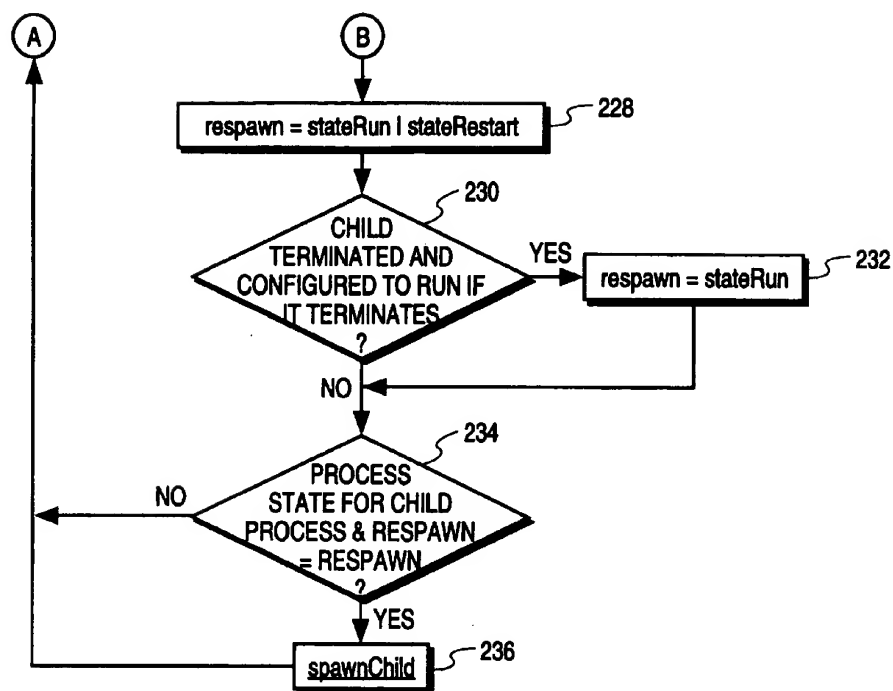 A
B
respawn = stateRun | stateRestart
228
230
CHILD
TERMINATED AND
CONFIGURED TO RUN IF
IT TERMINATES
?
YES
respawn = stateRun
232
NO
234
PROCESS
STATE FOR CHILD
PROCESS & RESPAWN
= RESPAWN
?
NO
YES
spawnChild
236